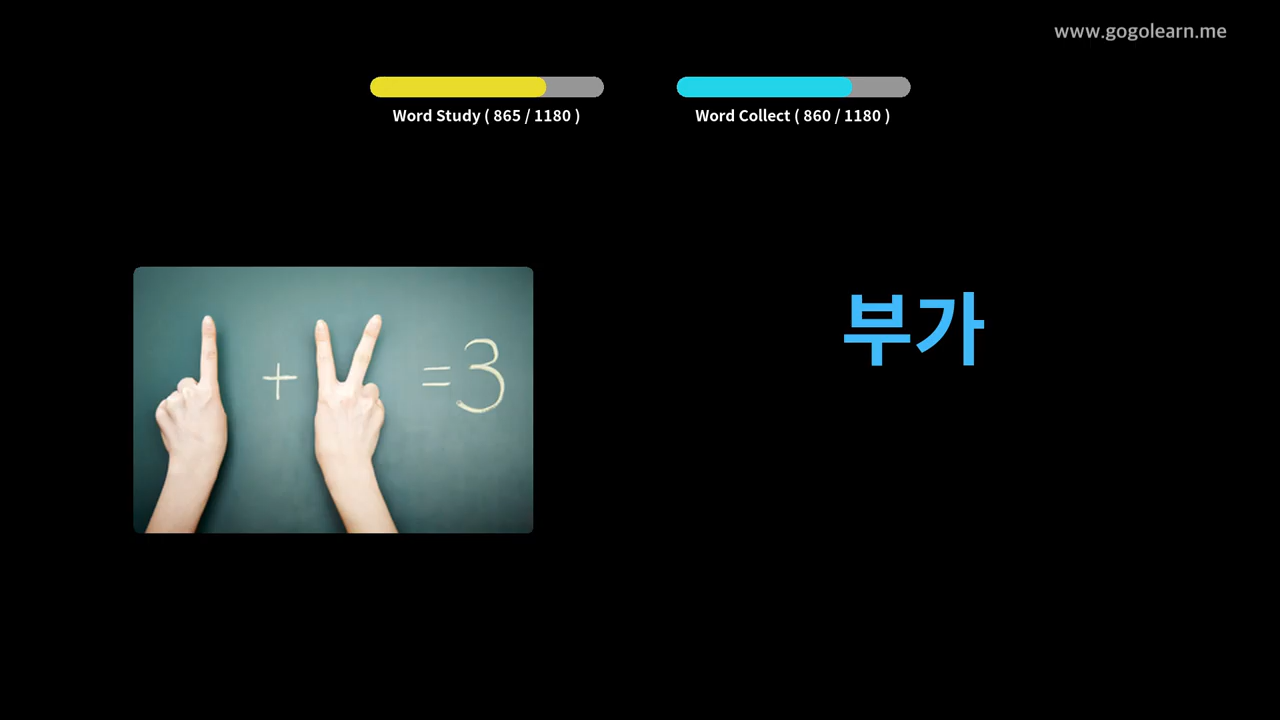 www.gogolearn.me
Word Study ( 865 / 1180 )
Word Collect ( 860 / 1180 )
+ = 3
부가